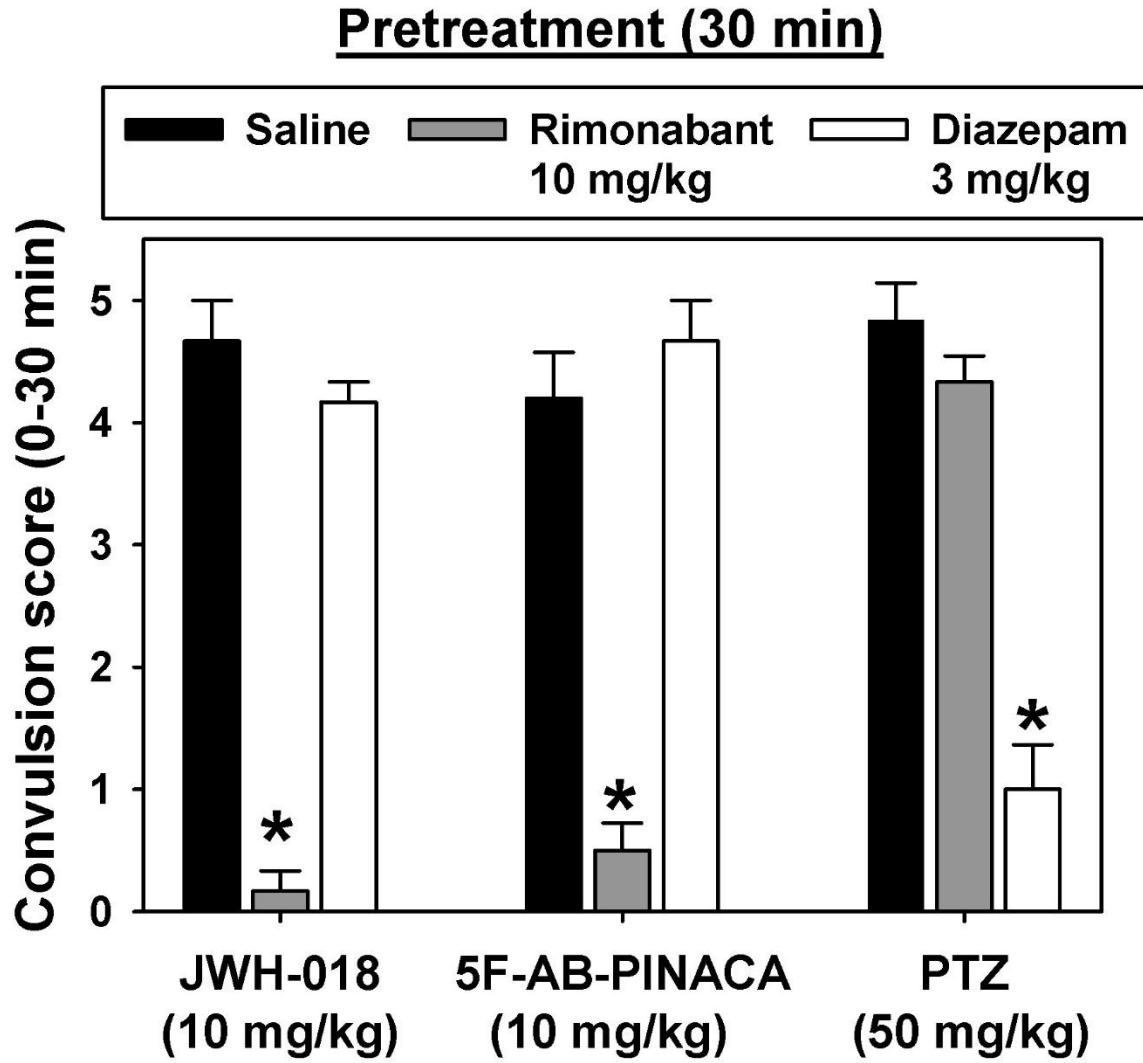 Pretreatment (30 min)
Saline Rimonabant Diazepam
10 mg/kg 3 mg/kg
Convulsion score (0-30 min)
5
4
3
2
1
0
*
*
*
JWH-018 5F-AB-PINACA PTZ
(10 mg/kg) (10 mg/kg) (50 mg/kg)